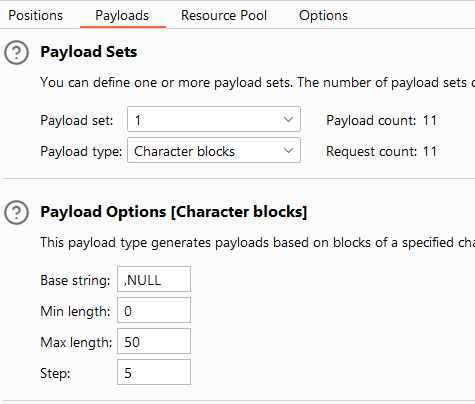 Positions Payloads Resource Pool Options
Payload Sets
You can define one or more payload sets. The number of payload sets
Payload set: 1 Payload count: 11
Payload type: Character blocks Request count: 11
Payload Options [Character blocks]
This payload type generates payloads based on blocks of a specified cha
Base string: ,NULL
Min length: 0
Max length: 50
Step: 5